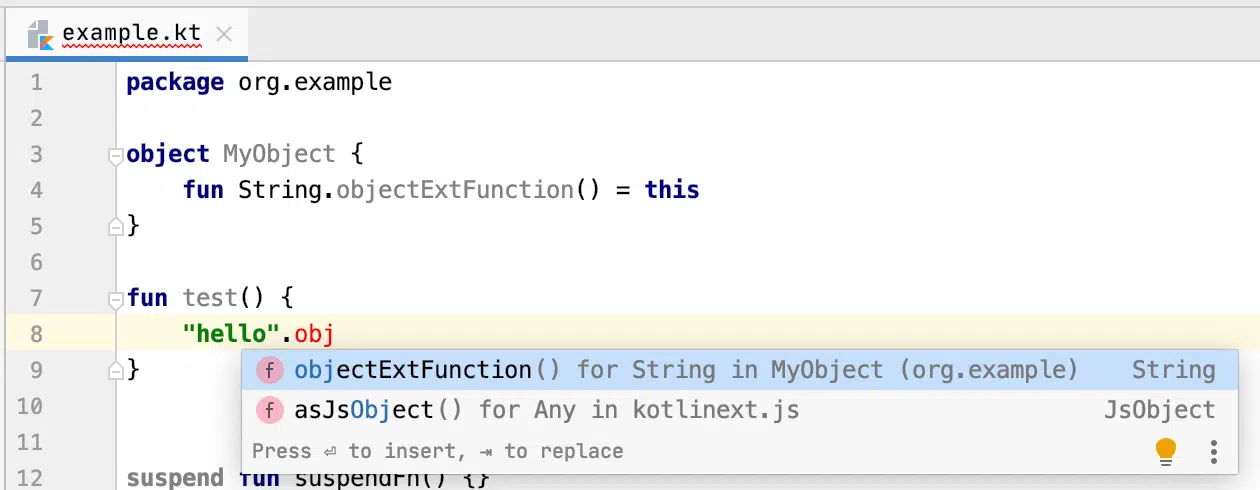 example.kt
1 package org.example
2
3 object MyObject {
4 fun String.objectExtFunction() = this
5 }
6
7 fun test() {
8 "hello".obj
9 }
f objectExtFunction() for String in MyObject (org.example) String
10
f asJsObject() for Any in kotlinext.js JsObject
11
Press ⏎ to insert, ⇥ to replace
12 suspend fun suspendFn() {}